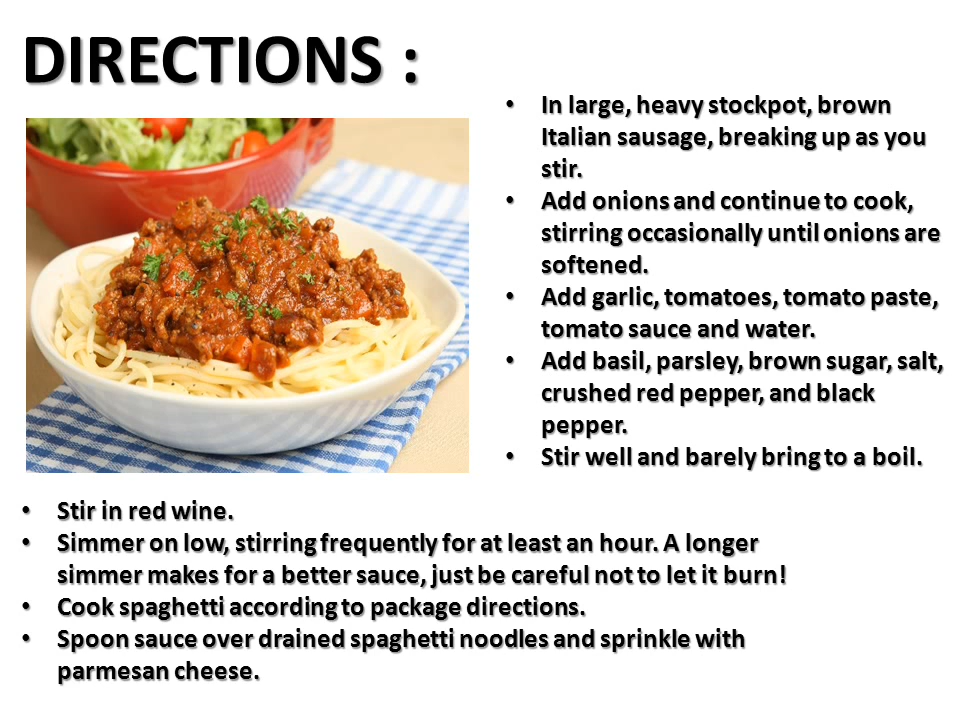 DIRECTIONS :
• In large, heavy stockpot, brown
Italian sausage, breaking up as you
stir.
• Add onions and continue to cook,
stirring occasionally until onions are
softened.
• Add garlic, tomatoes, tomato paste,
tomato sauce and water.
• Add basil, parsley, brown sugar, salt,
crushed red pepper, and black
pepper.
• Stir well and barely bring to a boil.
• Stir in red wine.
• Simmer on low, stirring frequently for at least an hour. A longer
simmer makes for a better sauce, just be careful not to let it burn!
• Cook spaghetti according to package directions.
• Spoon sauce over drained spaghetti noodles and sprinkle with
parmesan cheese.